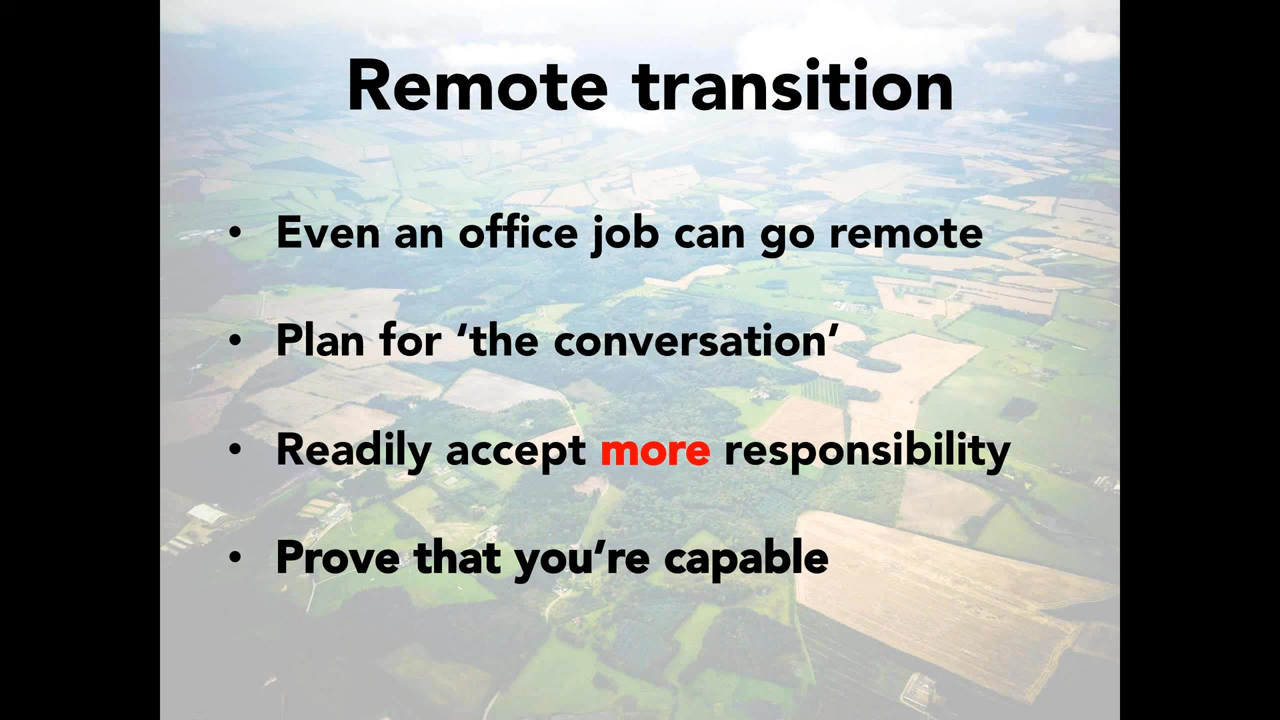 Remote transition
• Even an office job can go remote
• Plan for ‘the conversation’
• Readily accept more responsibility
• Prove that you’re capable